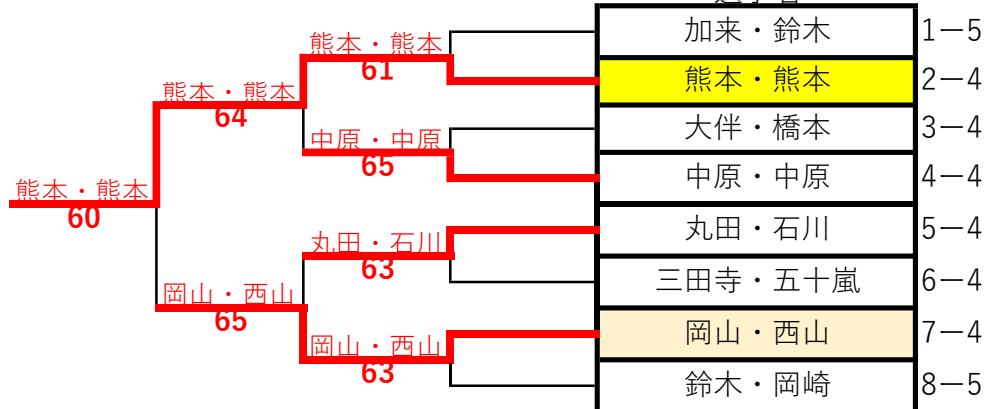 加来・鈴木 1－5
熊本・熊本
61
熊本・熊本 2－4
熊本・熊本
64
大伴・橋本 3－4
中原・中原
65
中原・中原 4－4
熊本・熊本
60
丸田・石川 5－4
丸田・石川
63
三田寺・五十嵐 6－4
岡山・西山
65
岡山・西山 7－4
岡山・西山
63
鈴木・岡崎 8－5